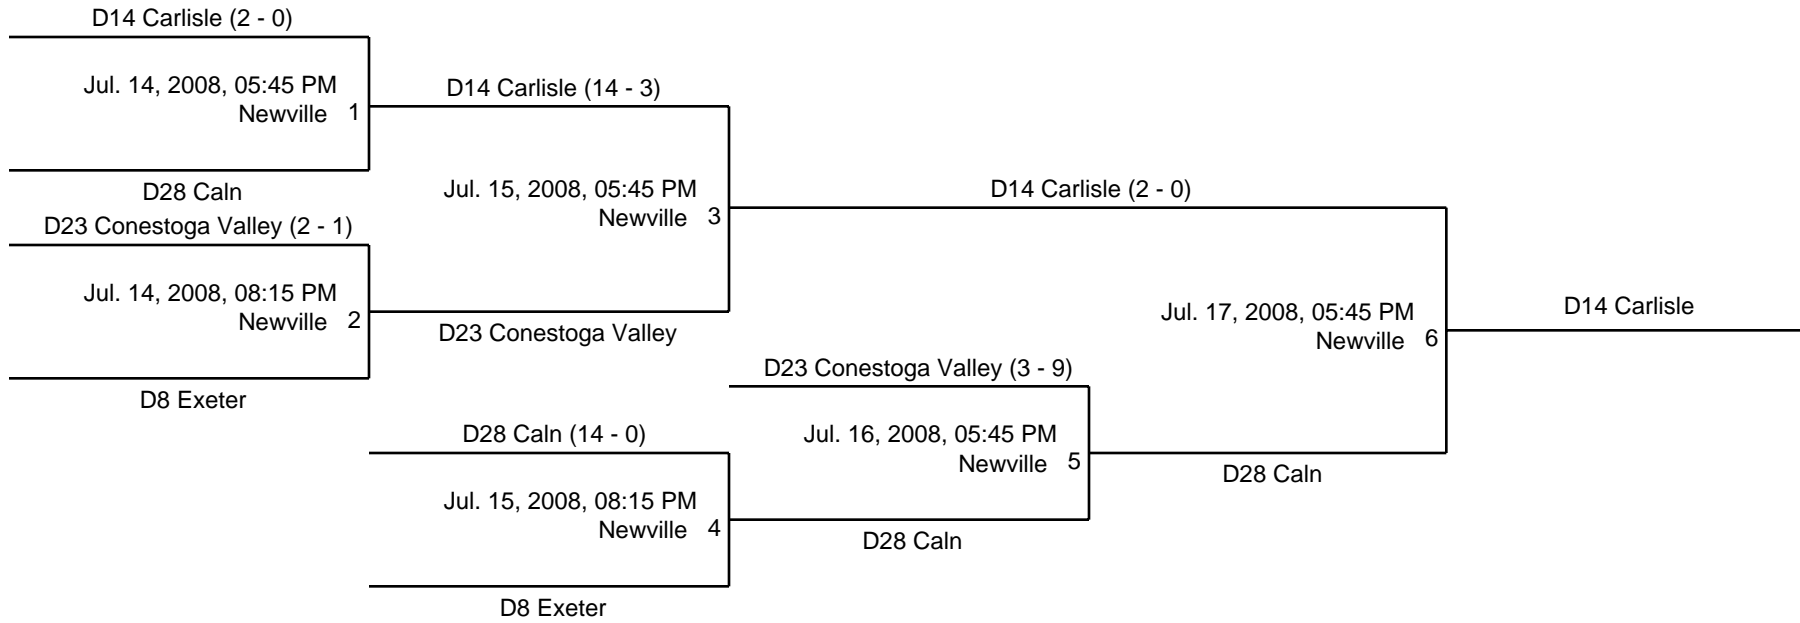 D14 Carlisle (2 - 0)
Jul. 14, 2008, 05:45 PM
Newville 1
D28 Caln
D23 Conestoga Valley (2 - 1)
Jul. 14, 2008, 08:15 PM
Newville 2
D8 Exeter
D14 Carlisle (14 - 3)
Jul. 15, 2008, 05:45 PM
Newville 3
D23 Conestoga Valley
D28 Caln (14 - 0)
Jul. 15, 2008, 08:15 PM
Newville 4
D8 Exeter
D23 Conestoga Valley (3 - 9)
Jul. 16, 2008, 05:45 PM
Newville 5
D28 Caln
D14 Carlisle (2 - 0)
Jul. 17, 2008, 05:45 PM
Newville 6
D28 Caln
D14 Carlisle